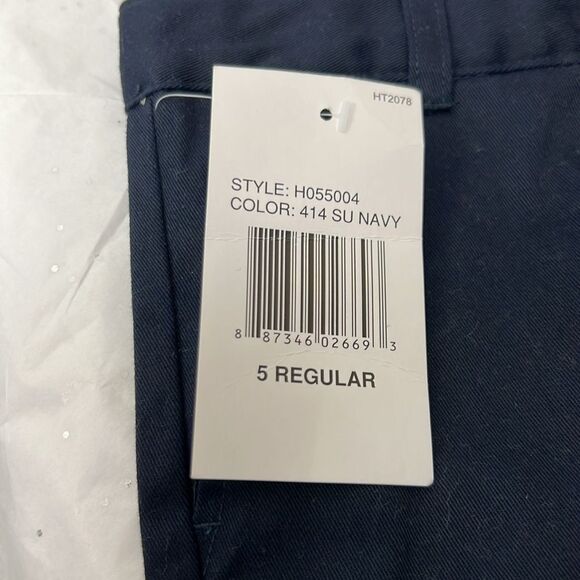 HT2078
STYLE: H055004
COLOR: 414 SU NAVY
8 87346 02669 3
5 REGULAR